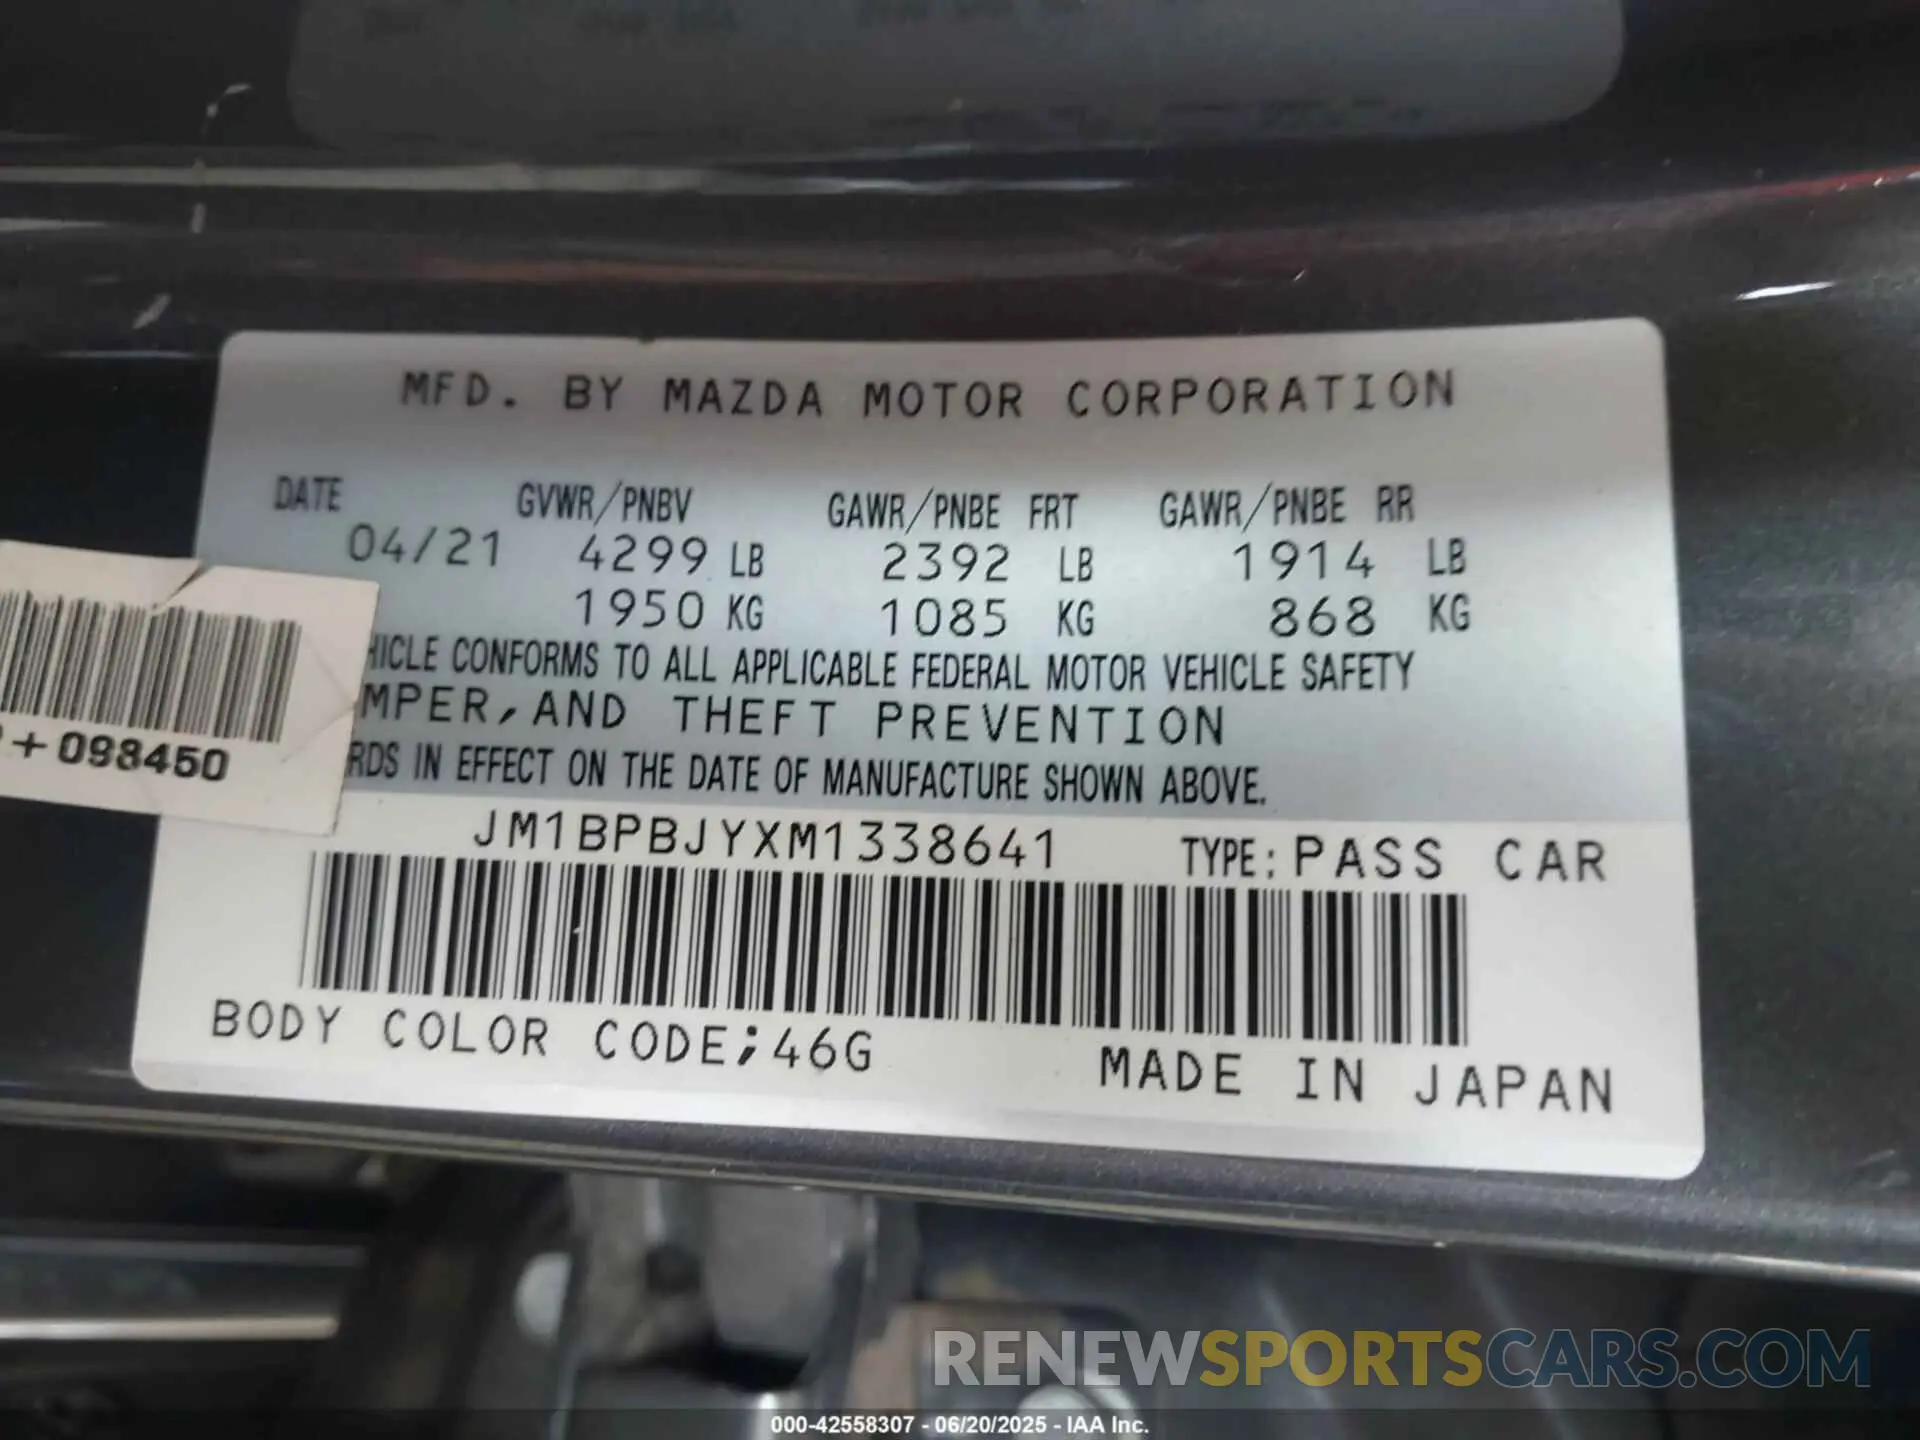 MFD. BY MAZDA MOTOR CORPORATION
DATE GVWR/PNBV GAWR/PNBE FRT GAWR/PNBE RR
04/21 4299 LB 2392 LB 1914 LB
1950 KG 1085 KG 868 KG
HICLE CONFORMS TO ALL APPLICABLE FEDERAL MOTOR VEHICLE SAFETY
MPER, AND THEFT PREVENTION
RDS IN EFFECT ON THE DATE OF MANUFACTURE SHOWN ABOVE.
+098450
JM1BPBJYXM1338641 TYPE: PASS CAR
BODY COLOR CODE;46G
MADE IN JAPAN
RENEWSPORTSCARS.COM
000-42558307 - 06/20/2025 - IAA Inc.